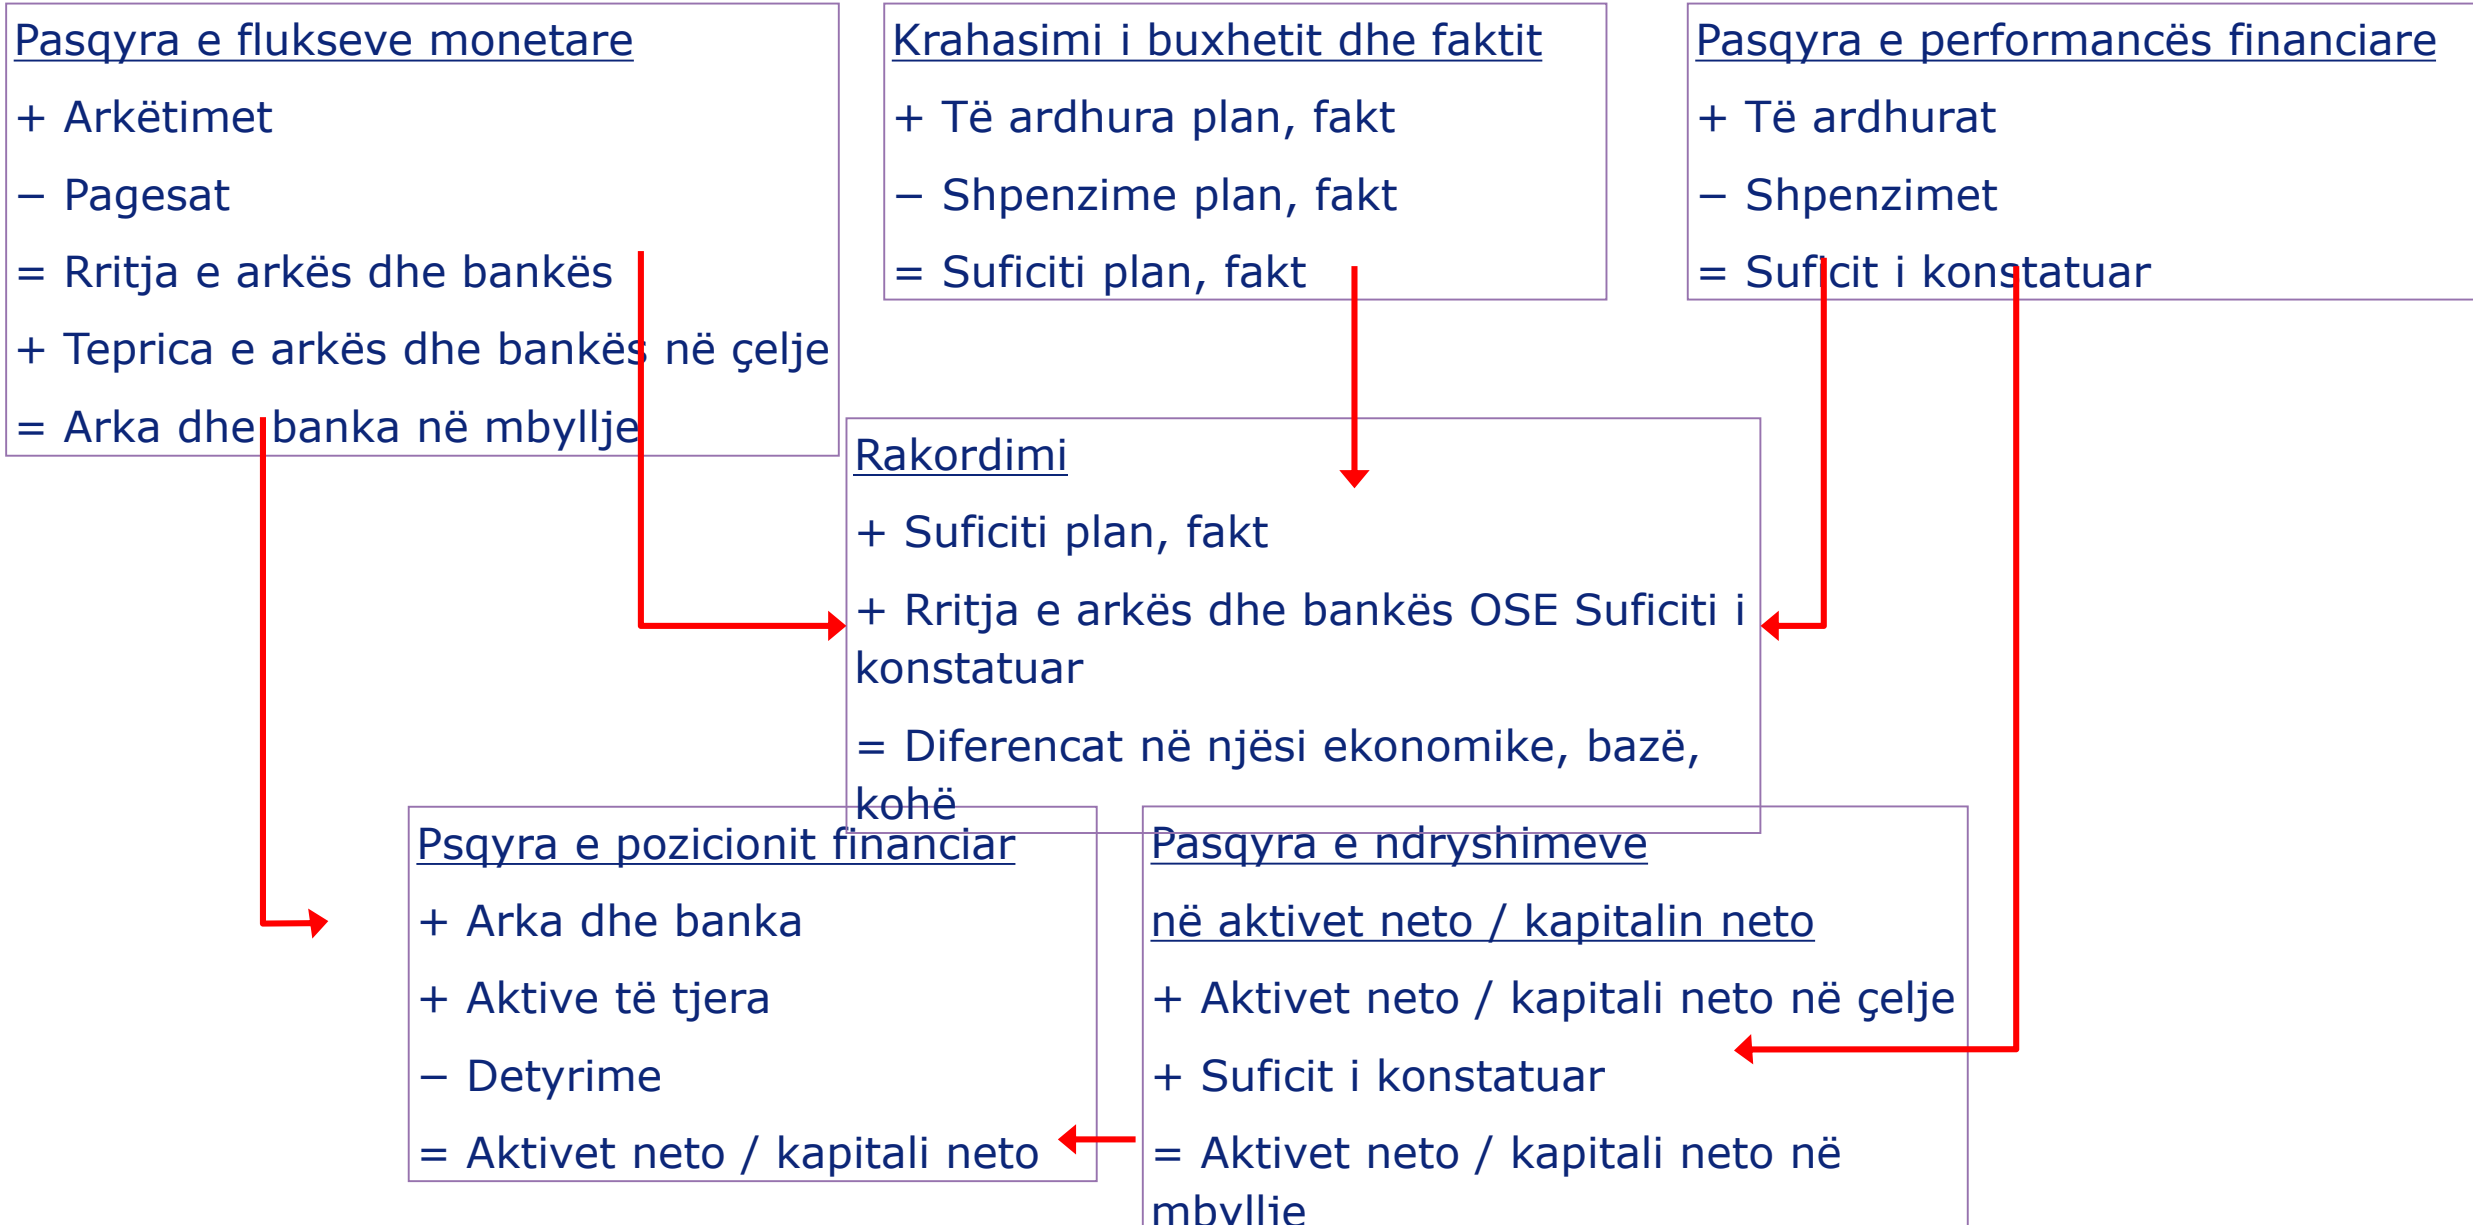 Pasqyra e flukseve monetare
+ Arkëtimet
− Pagesat
= Rritja e arkës dhe bankës
+ Teprica e arkës dhe bankës në çelje
= Arka dhe banka në mbyllje
Krahasimi i buxhetit dhe faktit
+ Të ardhura plan, fakt
− Shpenzime plan, fakt
= Suficiti plan, fakt
Pasqyra e performancës financiare
+ Të ardhurat
− Shpenzimet
= Suficit i konstatuar
Rakordimi
+ Suficiti plan, fakt
+ Rritja e arkës dhe bankës OSE Suficiti i
konstatuar
= Diferencat në njësi ekonomike, bazë,
kohë
Psqyra e pozicionit financiar
+ Arka dhe banka
+ Aktive të tjera
− Detyrime
= Aktivet neto / kapitali neto
Pasqyra e ndryshimeve
në aktivet neto / kapitalin neto
+ Aktivet neto / kapitali neto në çelje
+ Suficit i konstatuar
= Aktivet neto / kapitali neto në
mbyllje